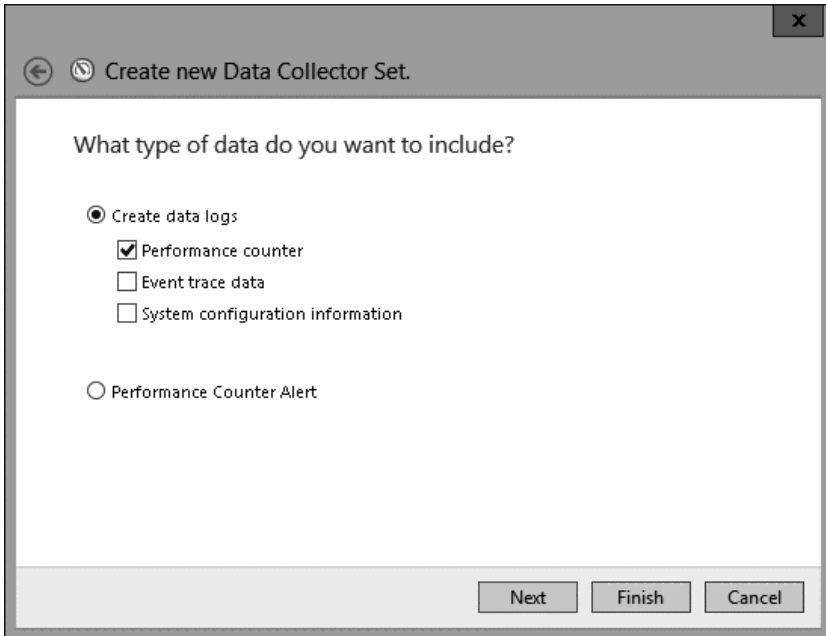 x
Create new Data Collector Set.
What type of data do you want to include?
Create data logs
Performance counter
Event trace data
System configuration information
Performance Counter Alert
Next Finish Cancel